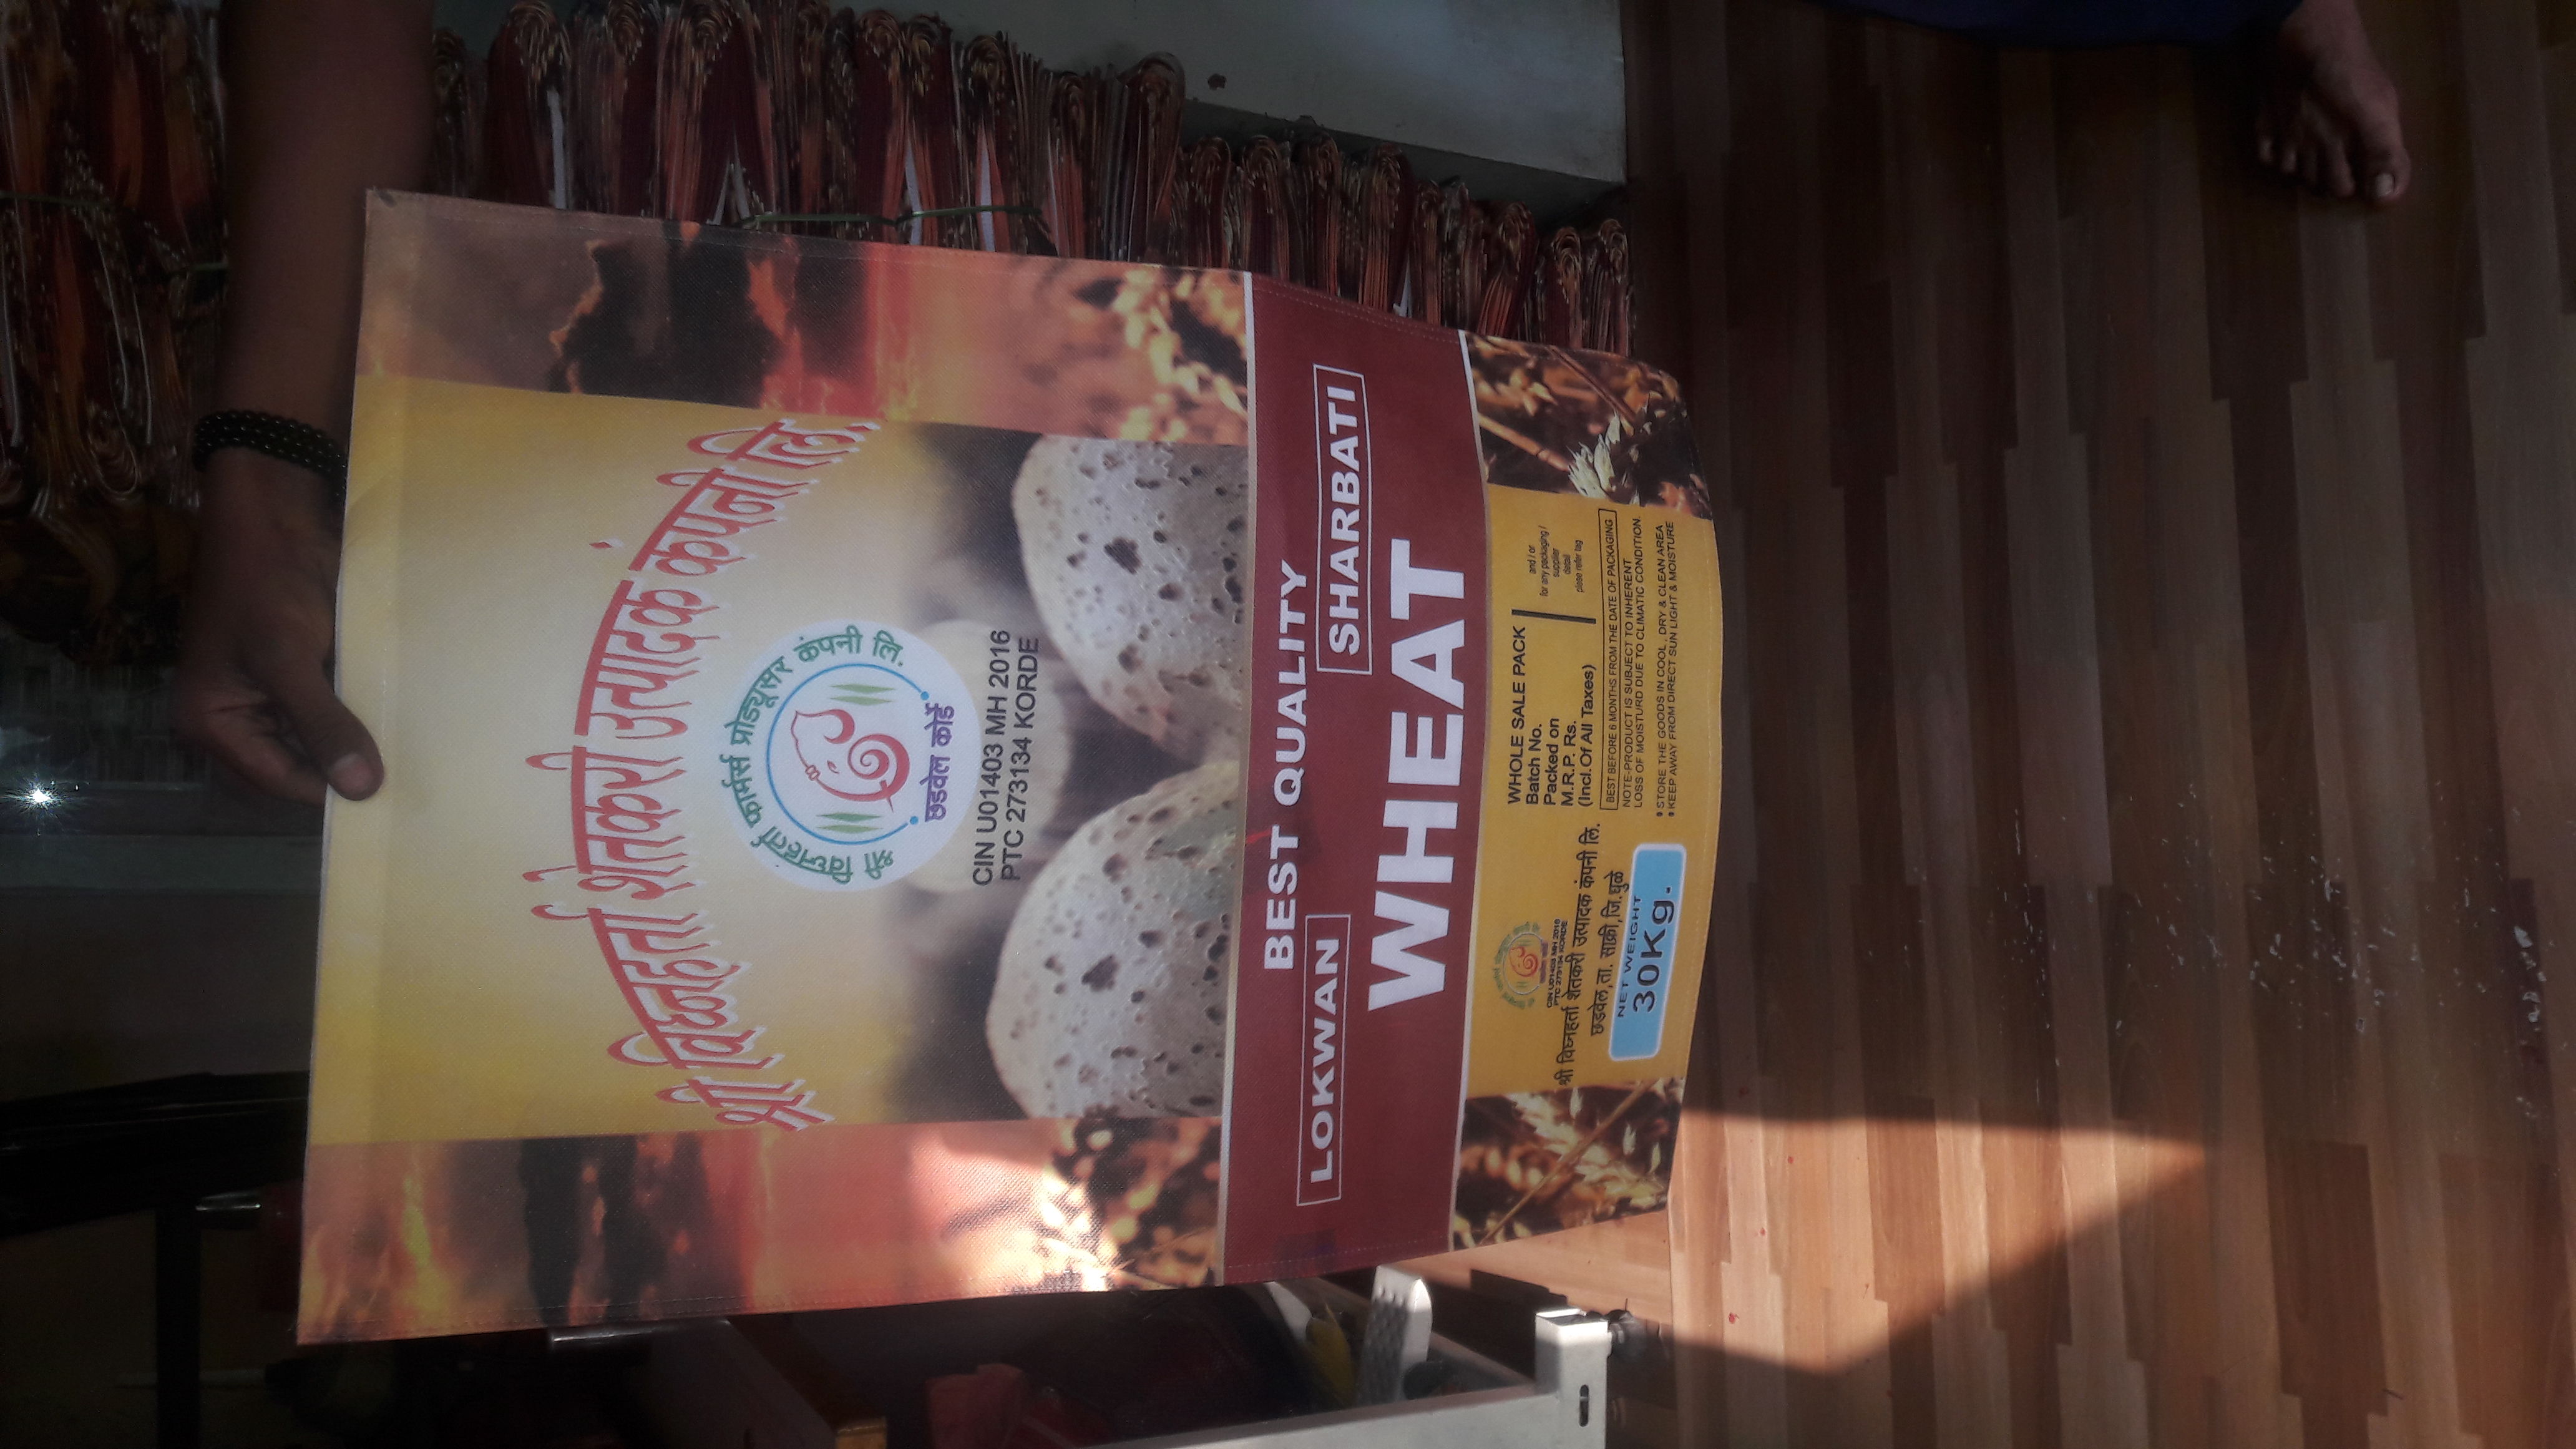 श्री विघ्नहर्ता शेतकरी उत्पादक कंपनी लि.
श्री विघ्नहर्ता फार्मर्स प्रोड्यूसर कंपनी लि.
छडवेल कोर्डे
CIN U01403 MH 2016
PTC 273134 KORDE
BEST QUALITY
LOKWAN
SHARBATI
WHEAT
CIN U01403 MH 2016
PTC 273134 KORDE
श्री विघ्नहर्ता शेतकरी उत्पादक कंपनी लि.
छडवेल,ता. साक्री,जि.धुळे
NET WEIGHT
30Kg.
WHOLE SALE PACK
Batch No.
Packed on
M.R.P. Rs.
(Incl.Of All Taxes)
and / or
for any packaging /
supplier
detail
plase refer tag
BEST BEFORE 6 MONTHS FROM THE DATE OF PACKAGING
NOTE-PRODUCT IS SUBJECT TO INHERENT
LOSS OF MOISTURD DUE TO CLIMATIC CONDITION.
STORE THE GOODS IN COOL , DRY & CLEAN AREA
KEEP AWAY FROM DIRECT SUN LIGHT & MOISTURE